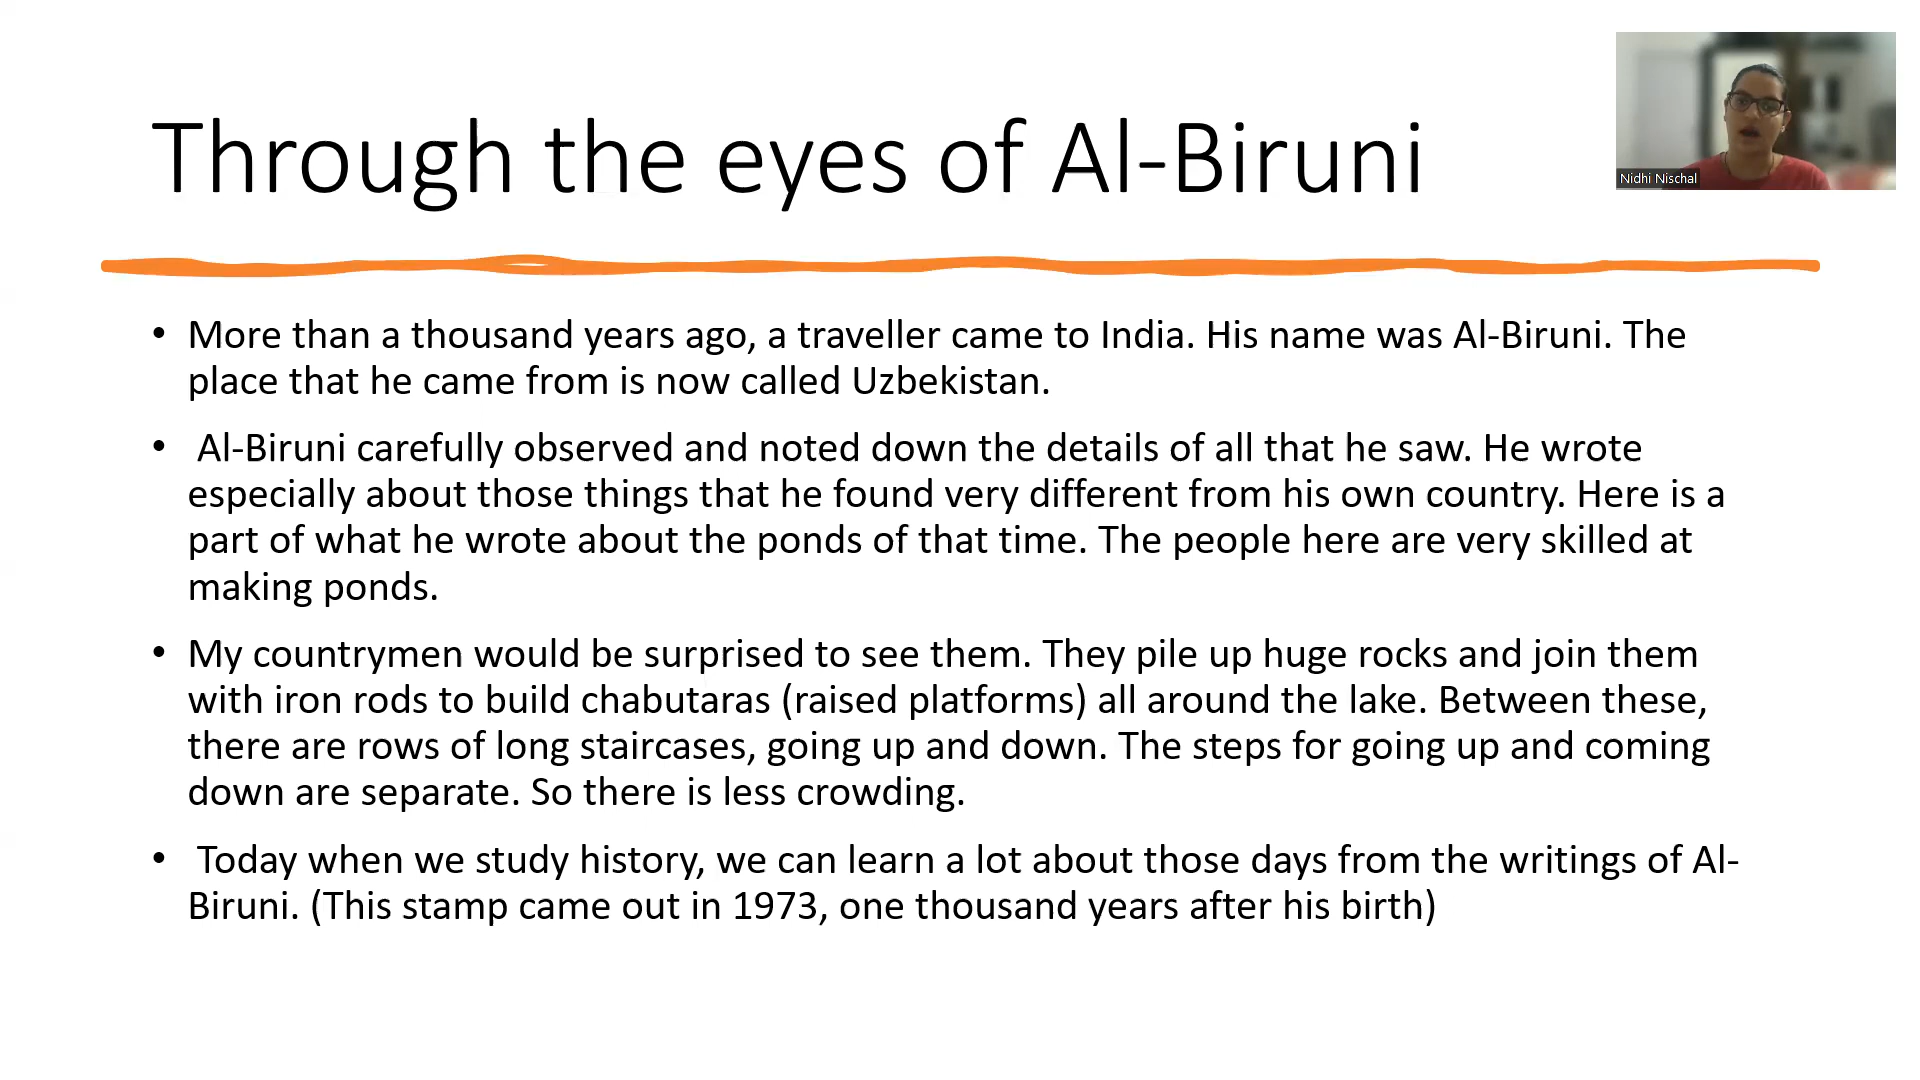 Through the eyes of Al-Biruni
Nidhi Nischal
• More than a thousand years ago, a traveller came to India. His name was Al-Biruni. The
place that he came from is now called Uzbekistan.
• Al-Biruni carefully observed and noted down the details of all that he saw. He wrote
especially about those things that he found very different from his own country. Here is a
part of what he wrote about the ponds of that time. The people here are very skilled at
making ponds.
• My countrymen would be surprised to see them. They pile up huge rocks and join them
with iron rods to build chabutaras (raised platforms) all around the lake. Between these,
there are rows of long staircases, going up and down. The steps for going up and coming
down are separate. So there is less crowding.
• Today when we study history, we can learn a lot about those days from the writings of Al-
Biruni. (This stamp came out in 1973, one thousand years after his birth)